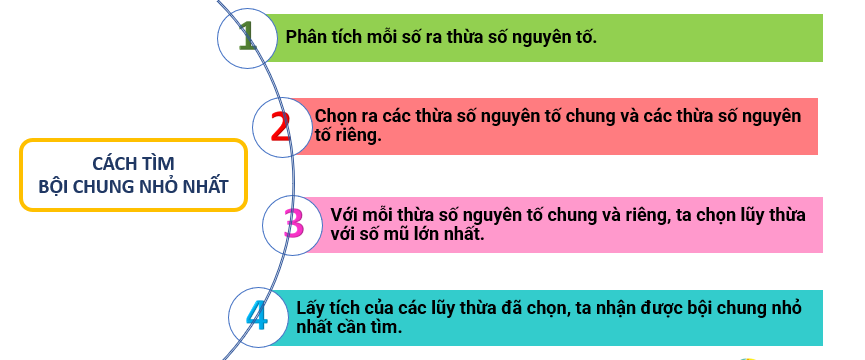 1
Phân tích mỗi số ra thừa số nguyên tố.
2
Chọn ra các thừa số nguyên tố chung và các thừa số nguyên
tố riêng.
CÁCH TÌM
BỘI CHUNG NHỎ NHẤT
3
Với mỗi thừa số nguyên tố chung và riêng, ta chọn lũy thừa
với số mũ lớn nhất.
4
Lấy tích của các lũy thừa đã chọn, ta nhận được bội chung nhỏ
nhất cần tìm.